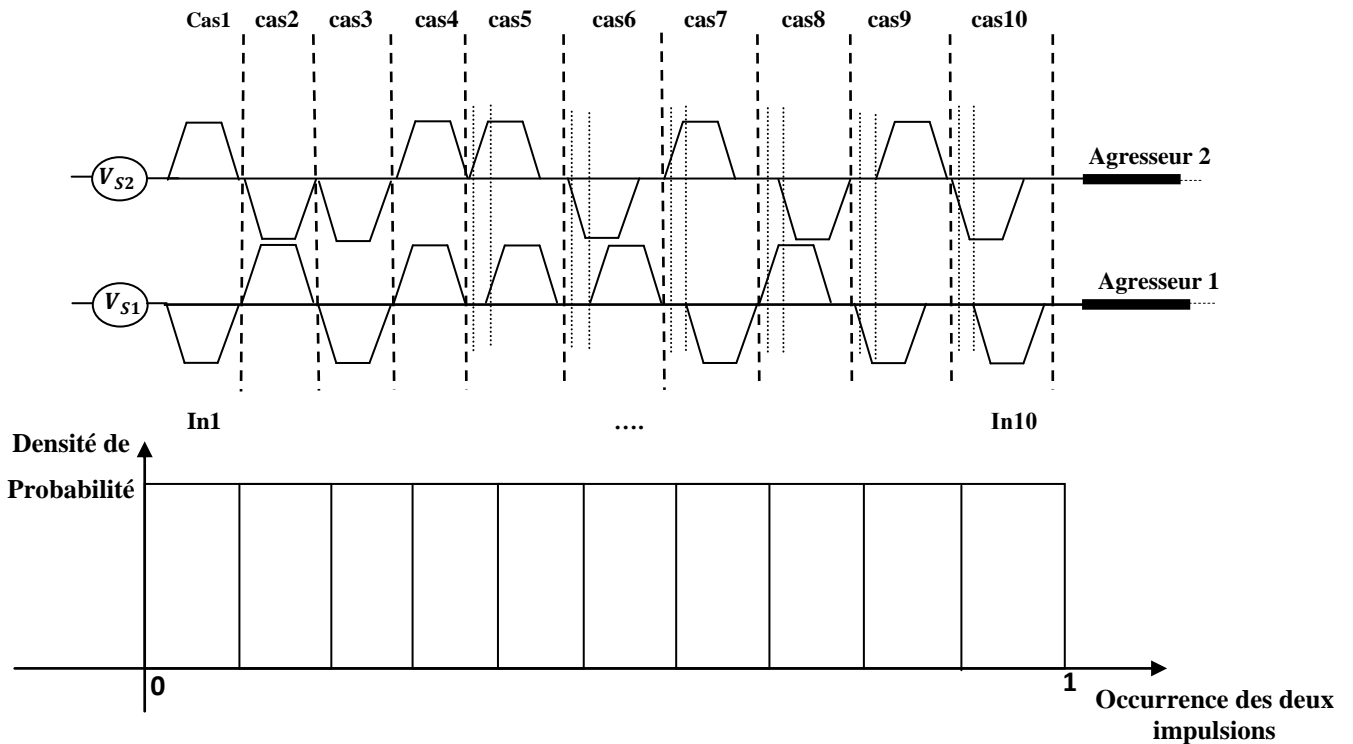 Cas1 cas2 cas3 cas4 cas5 cas6 cas7 cas8 cas9 cas10
Agresseur 2
V_{S2}
Agresseur 1
V_{S1}
In1 .... In10
Densité de
Probabilité
0 1
Occurrence des deux
impulsions